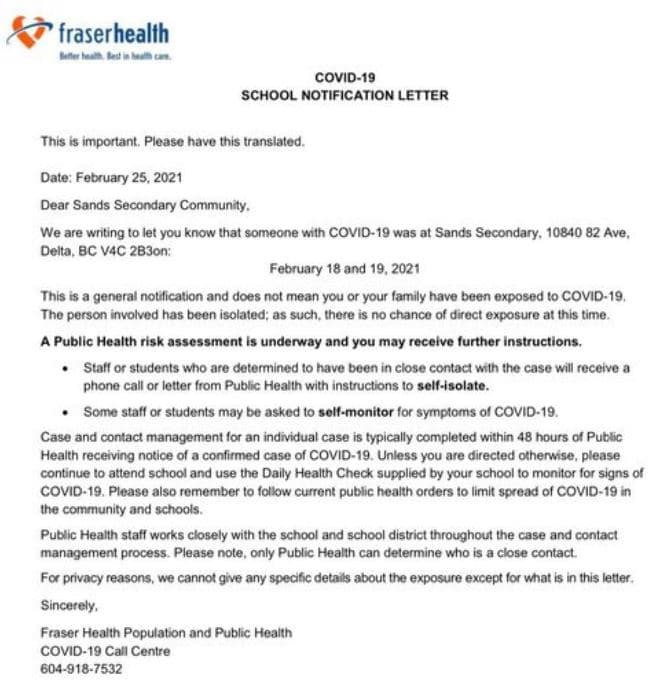 fraserhealth
Better health. Best in health care.
COVID-19
SCHOOL NOTIFICATION LETTER
This is important. Please have this translated.
Date: February 25, 2021
Dear Sands Secondary Community,
We are writing to let you know that someone with COVID-19 was at Sands Secondary, 10840 82 Ave,
Delta, BC V4C 2B3on:
February 18 and 19, 2021
This is a general notification and does not mean you or your family have been exposed to COVID-19.
The person involved has been isolated; as such, there is no chance of direct exposure at this time.
A Public Health risk assessment is underway and you may receive further instructions.
• Staff or students who are determined to have been in close contact with the case will receive a
phone call or letter from Public Health with instructions to self-isolate.
• Some staff or students may be asked to self-monitor for symptoms of COVID-19.
Case and contact management for an individual case is typically completed within 48 hours of Public
Health receiving notice of a confirmed case of COVID-19. Unless you are directed otherwise, please
continue to attend school and use the Daily Health Check supplied by your school to monitor for signs of
COVID-19. Please also remember to follow current public health orders to limit spread of COVID-19 in
the community and schools.
Public Health staff works closely with the school and school district throughout the case and contact
management process. Please note, only Public Health can determine who is a close contact.
For privacy reasons, we cannot give any specific details about the exposure except for what is in this letter.
Sincerely,
Fraser Health Population and Public Health
COVID-19 Call Centre
604-918-7532